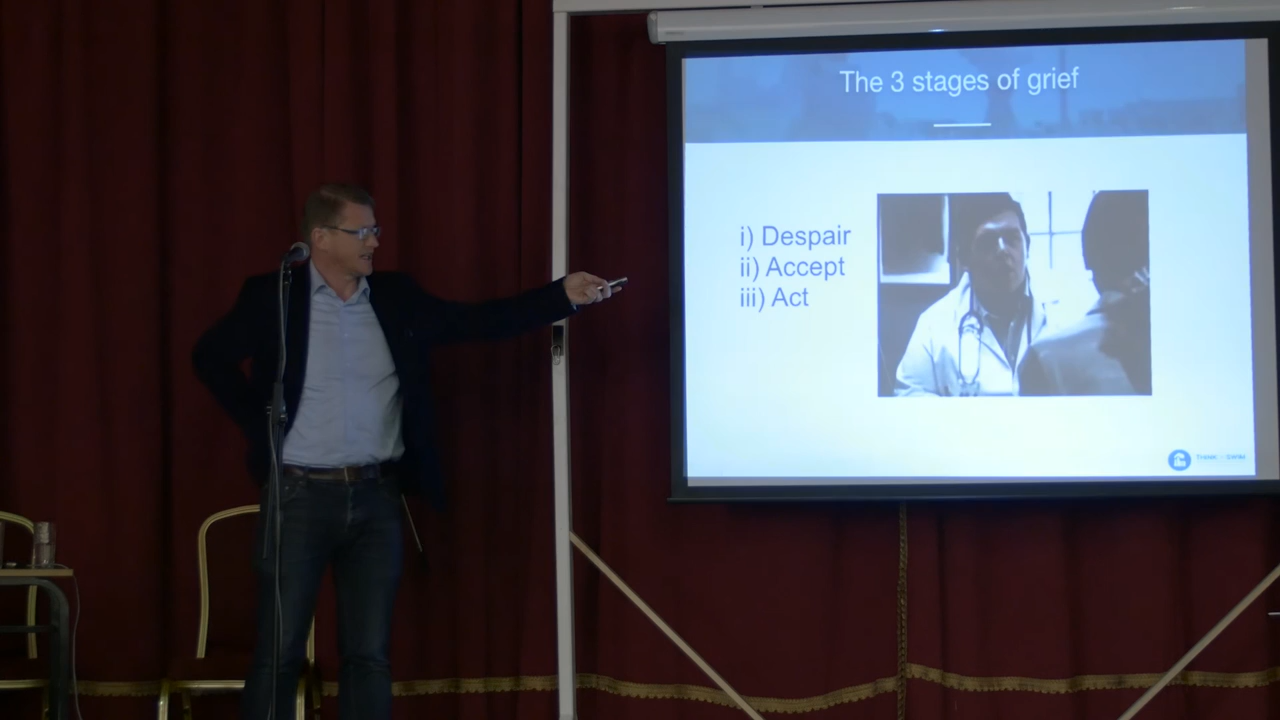 The 3 stages of grief
i) Despair
ii) Accept
iii) Act